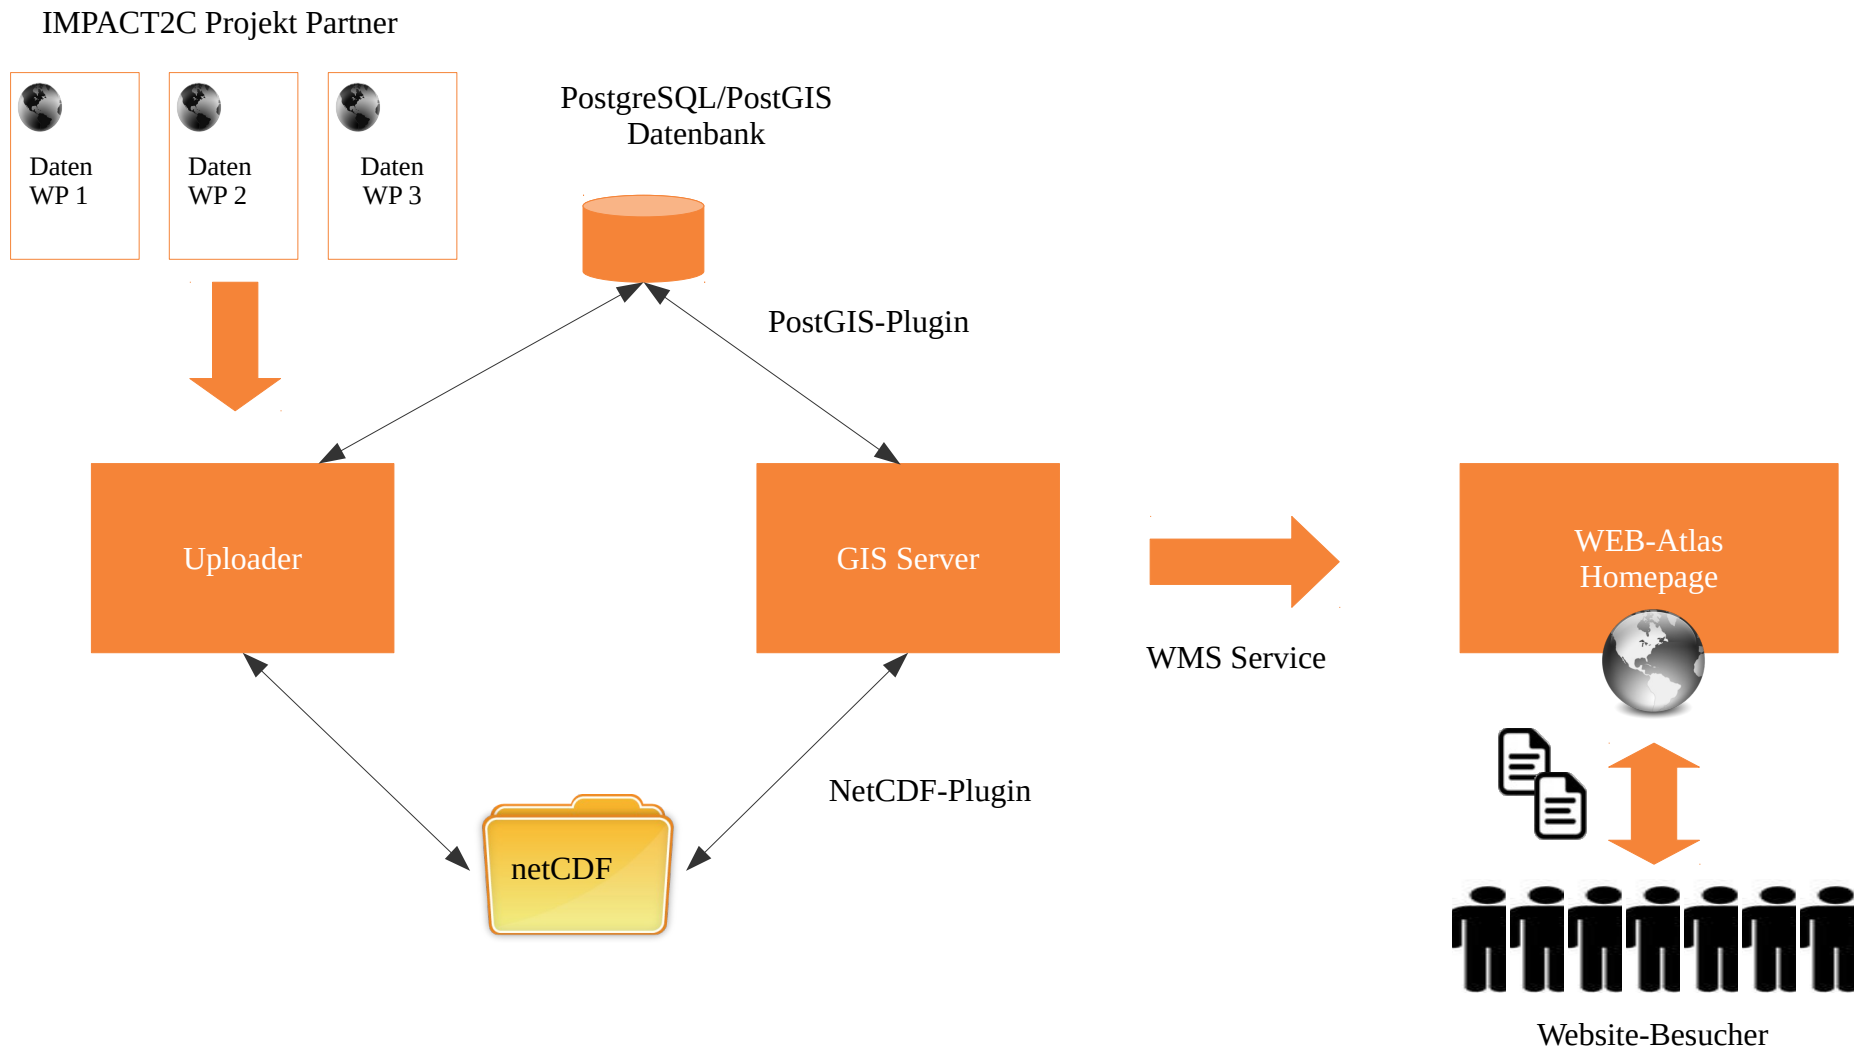 IMPACT2C Projekt Partner
Daten
WP 1
Daten
WP 2
Daten
WP 3
PostgreSQL/PostGIS
Datenbank
PostGIS-Plugin
Uploader
GIS Server
WEB-Atlas
Homepage
WMS Service
NetCDF-Plugin
netCDF
Website-Besucher